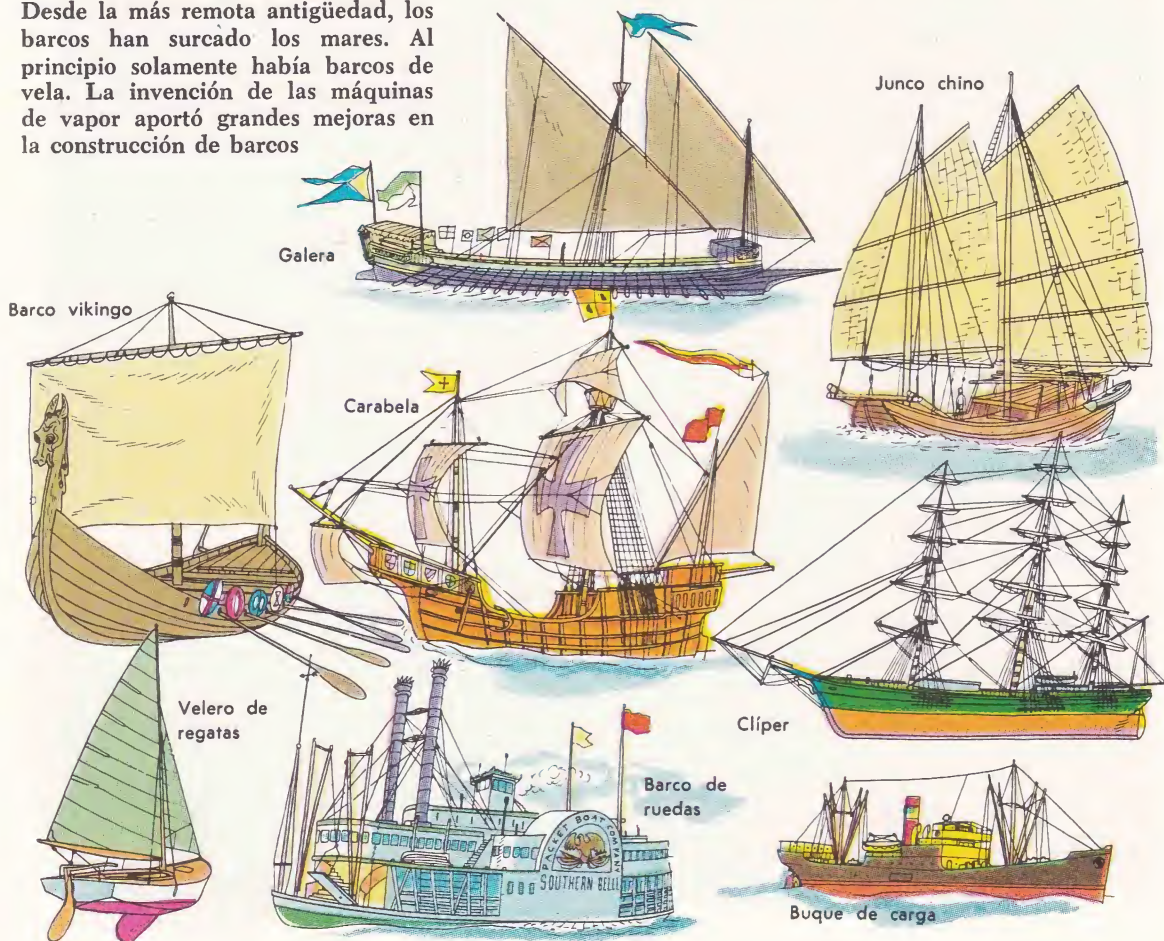 Desde la más remota antigüedad, los
barcos han surcado los mares. Al
principio solamente había barcos de
vela. La invención de las máquinas
de vapor aportó grandes mejoras en
la construcción de barcos
Junco chino
Galera
Barco vikingo
Carabela
Velero de
regatas
Clíper
Barco de
ruedas
PACKET BOAT COMPANY
SOUTHERN BELLE
Buque de carga